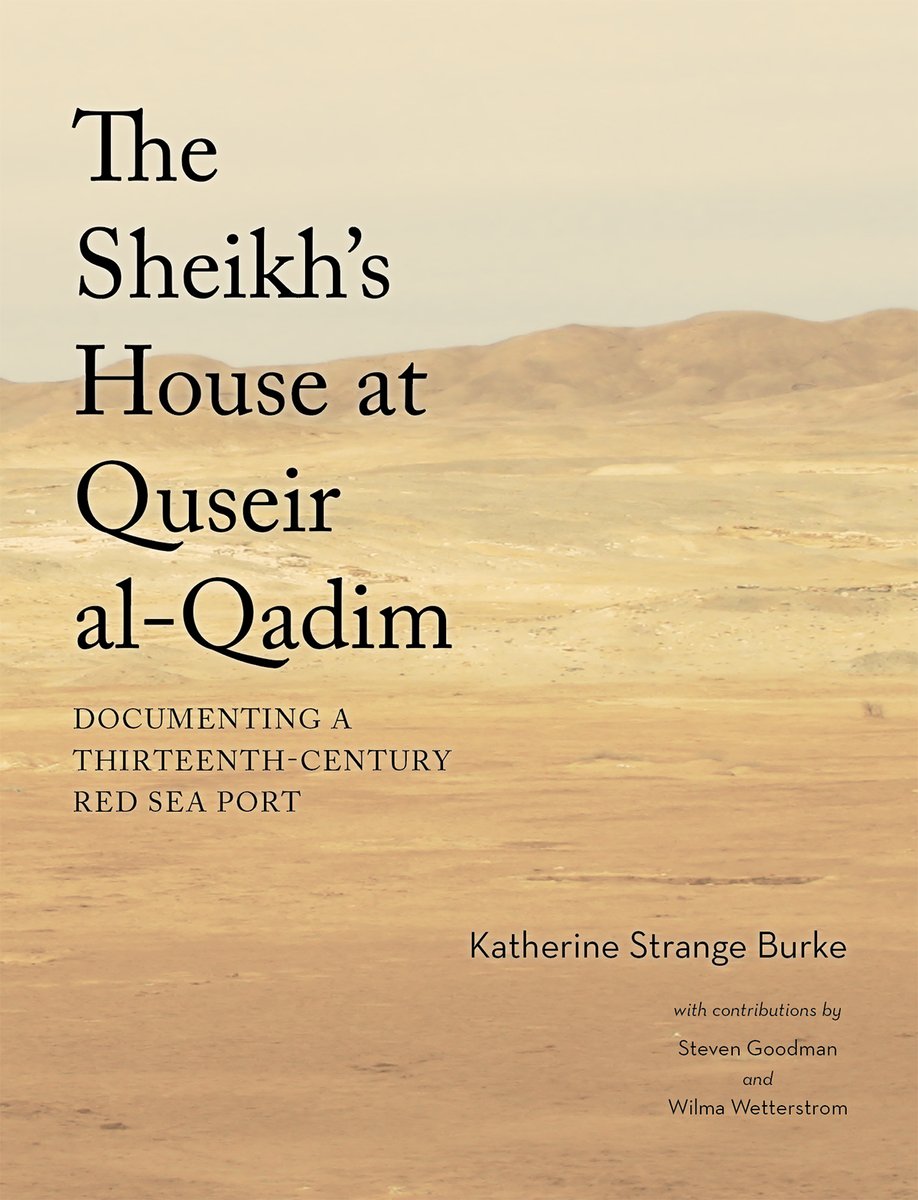 The
Sheikh’s
House at
Quseir
al-Qadim
DOCUMENTING A
THIRTEENTH-CENTURY
RED SEA PORT
Katherine Strange Burke
with contributions by
Steven Goodman
and
Wilma Wetterstrom